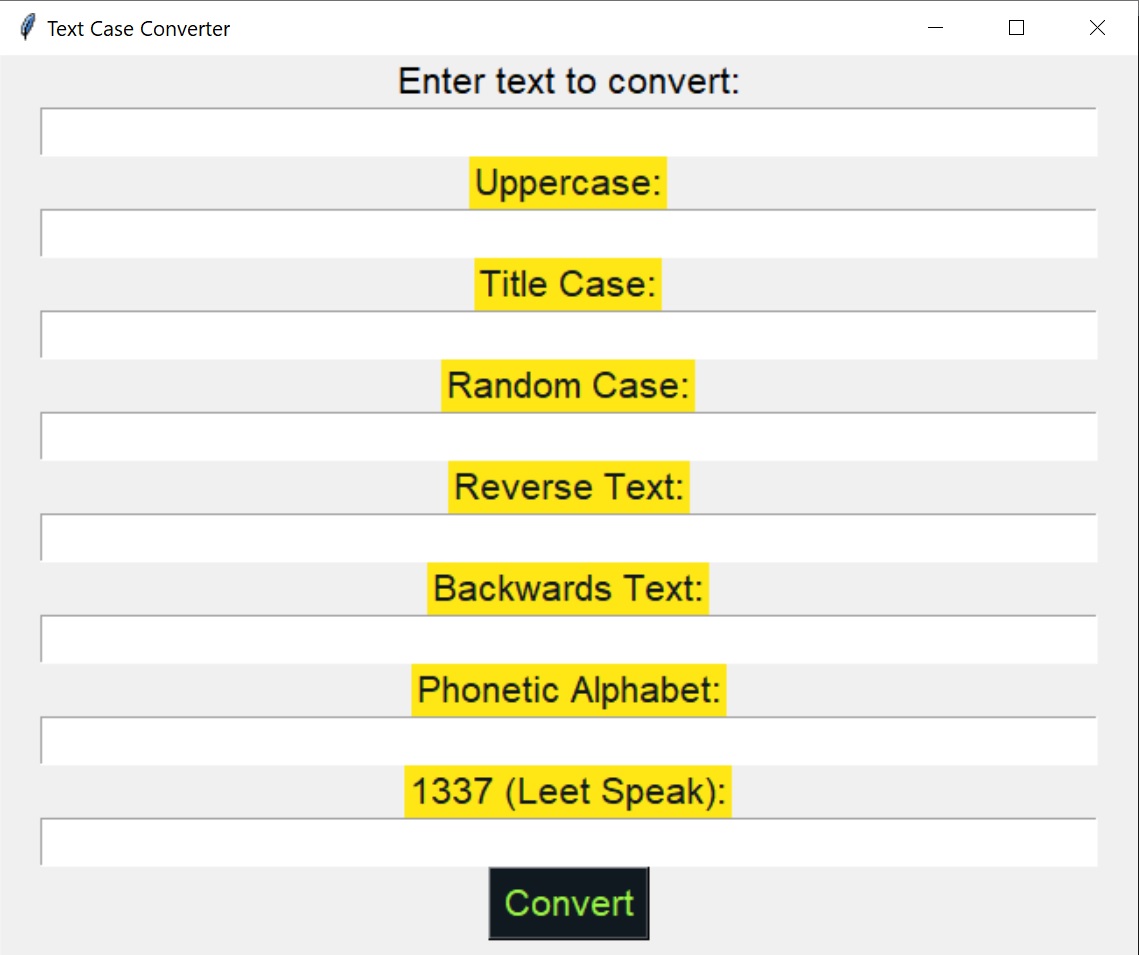 Text Case Converter
Enter text to convert:
Uppercase:
Title Case:
Random Case:
Reverse Text:
Backwards Text:
Phonetic Alphabet:
1337 (Leet Speak):
Convert